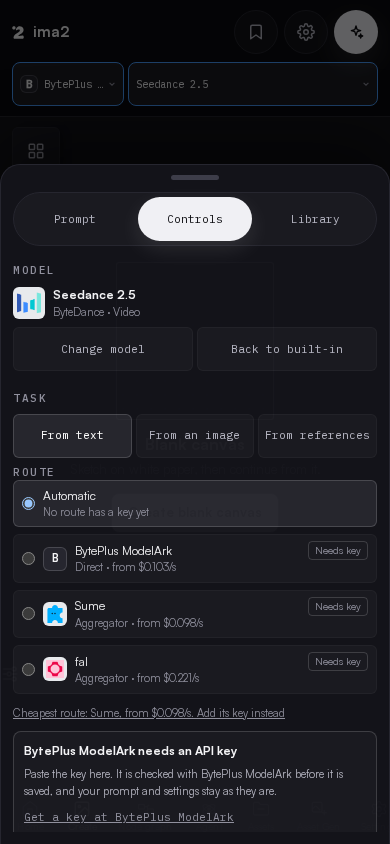 ima2
B BytePlus …
Seedance 2.5
Prompt
Controls
Library
MODEL
Seedance 2.5
ByteDance · Video
Change model
Back to built-in
TASK
From text
From an image
From references
ROUTE
Automatic
No route has a key yet
B BytePlus ModelArk
Needs key
Direct · from $0.103/s
Sume
Needs key
Aggregator · from $0.098/s
fal
Needs key
Aggregator · from $0.221/s
Cheapest route: Sume, from $0.098/s. Add its key instead
BytePlus ModelArk needs an API key
Paste the key here. It is checked with BytePlus ModelArk before it is
saved, and your prompt and settings stay as they are.
Get a key at BytePlus ModelArk